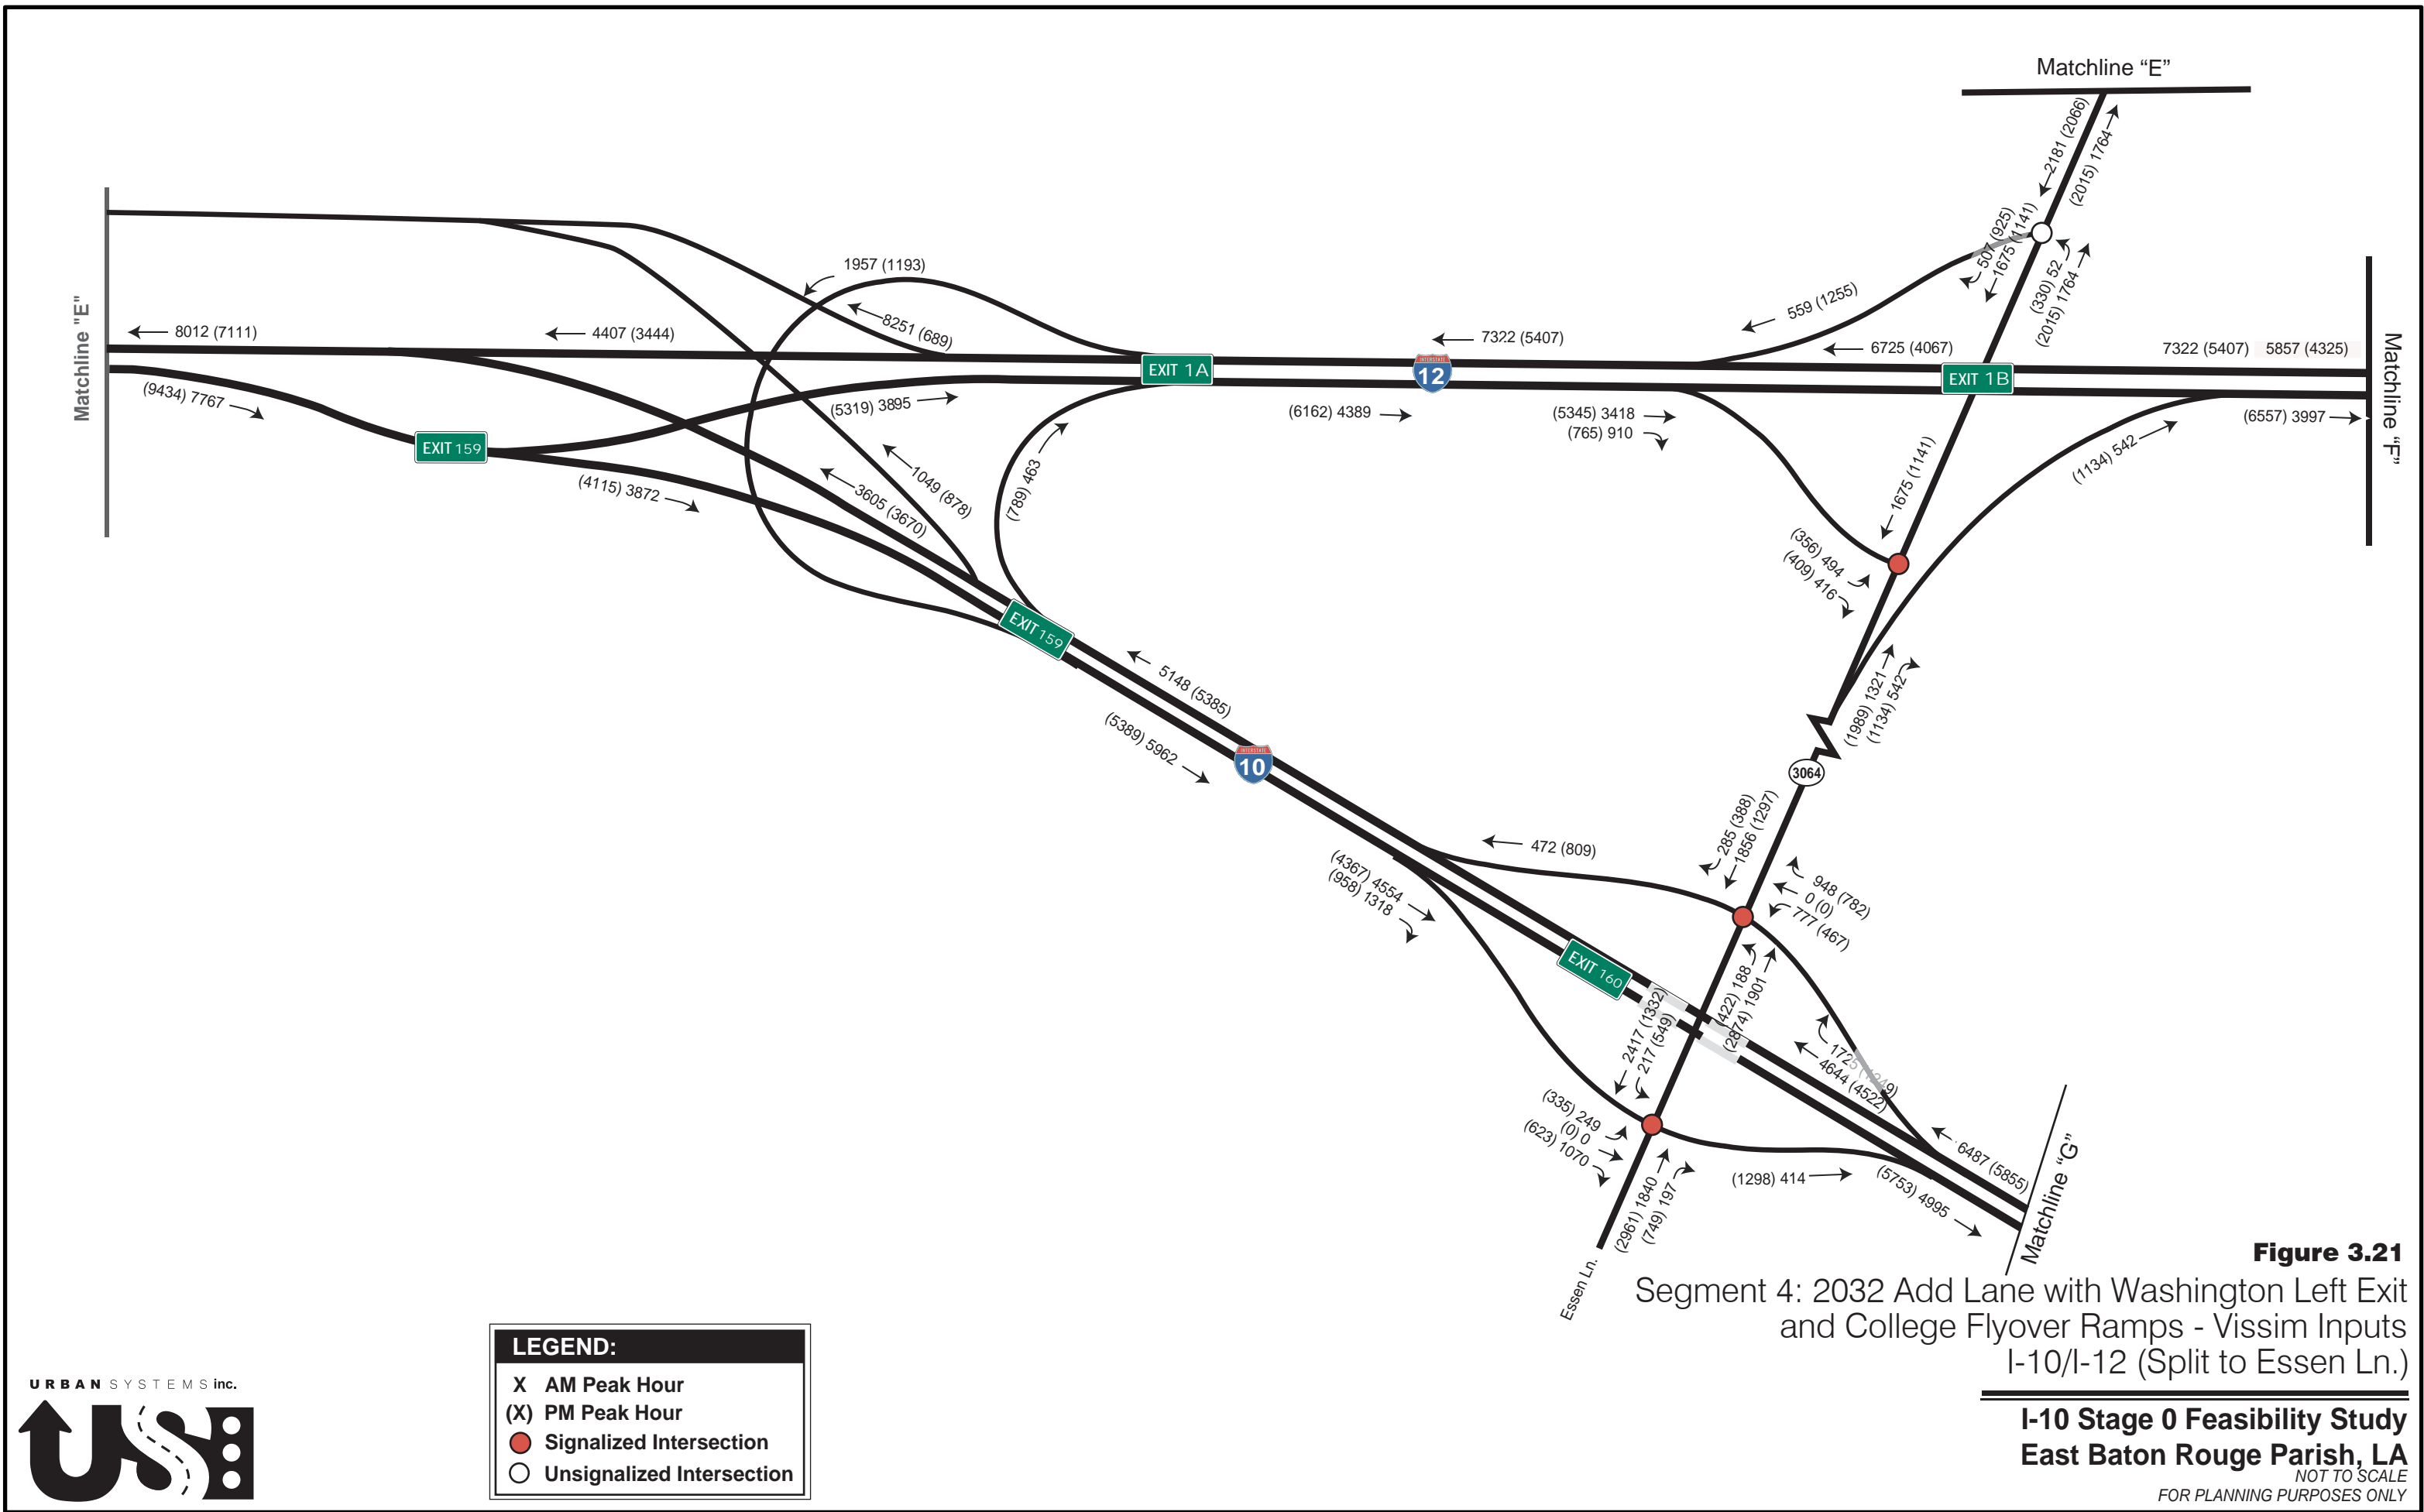 Matchline “E”
2181 (2066)
(2015) 1764
507 (925)
1675 (1141)
(330) 52
(2015) 1764
1957 (1193)
8251 (689)
559 (1255)
Matchline "E"
8012 (7111)
4407 (3444)
7322 (5407)
6725 (4067)
7322 (5407) 5857 (4325)
EXIT 1A
INTERSTATE
12
EXIT 1B
Matchline “F”
(9434) 7767
(5319) 3895
(6162) 4389
(5345) 3418
(765) 910
(6557) 3997
EXIT 159
(4115) 3872
3605 (3670)
1049 (878)
(789) 463
1675 (1141)
(1134) 542
(356) 494
(409) 416
EXIT 159
5148 (5385)
(5389) 5962
INTERSTATE
10
(1989) 1321
(1134) 542
3064
285 (388)
1856 (1297)
472 (809)
(4367) 4554
(958) 1318
948 (782)
0 (0)
777 (467)
EXIT 160
(422) 188
(2874) 1901
2417 (1332)
217 (549)
4644 (4522)
(335) 249
(0) 0
(623) 1070
(2961) 1840
(749) 197
(1298) 414
6487 (5855)
(5753) 4995
Matchline “G”
Essen Ln.
Figure 3.21
Segment 4: 2032 Add Lane with Washington Left Exit
and College Flyover Ramps - Vissim Inputs
I-10/I-12 (Split to Essen Ln.)
I-10 Stage 0 Feasibility Study
East Baton Rouge Parish, LA
NOT TO SCALE
FOR PLANNING PURPOSES ONLY
LEGEND:
X AM Peak Hour
(X) PM Peak Hour
Signalized Intersection
Unsignalized Intersection
URBAN SYSTEMS inc.
USI